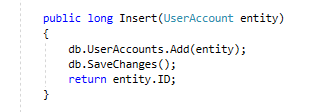 public long Insert(UserAccount entity)
{
db.UserAccounts.Add(entity);
db.SaveChanges();
return entity.ID;
}